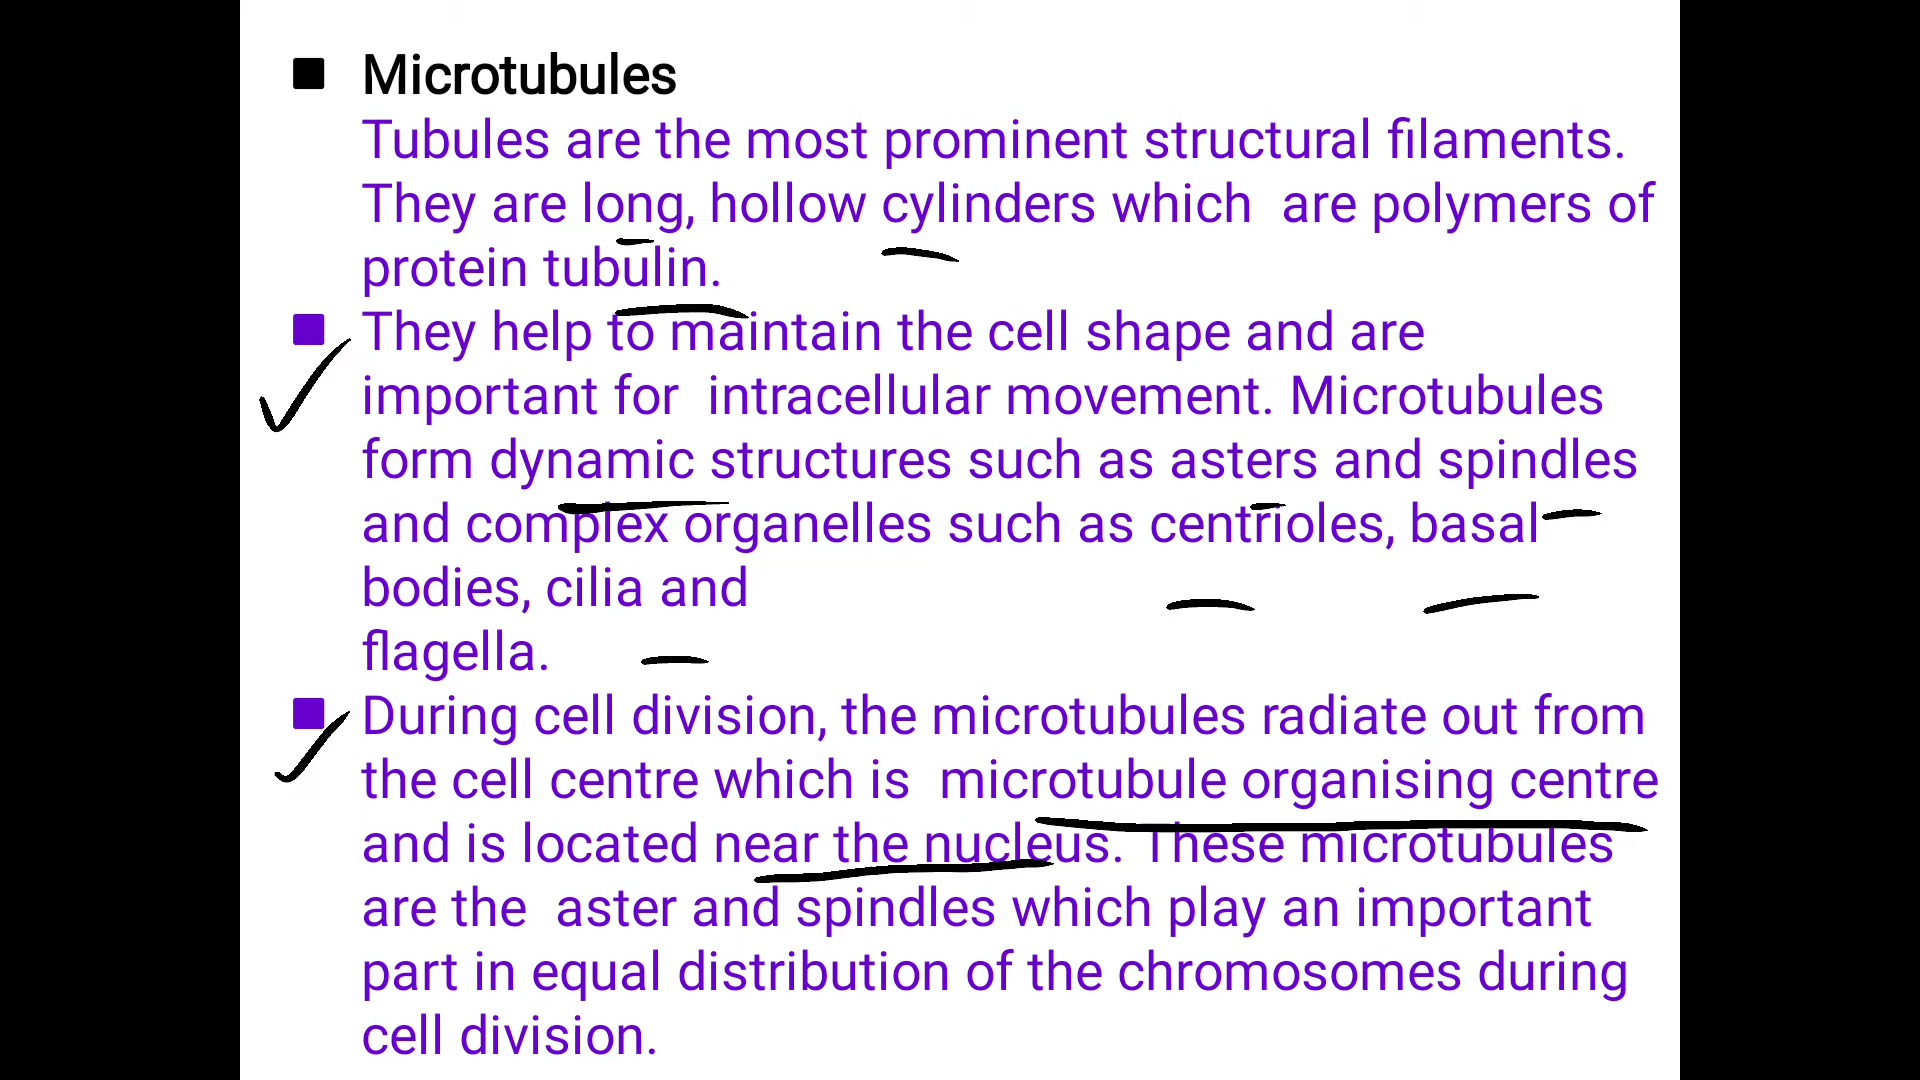 ■ Microtubules
Tubules are the most prominent structural filaments.
They are long, hollow cylinders which are polymers of
protein tubulin.
■ They help to maintain the cell shape and are
important for intracellular movement. Microtubules
form dynamic structures such as asters and spindles
and complex organelles such as centrioles, basal
bodies, cilia and
flagella.
■ During cell division, the microtubules radiate out from
the cell centre which is microtubule organising centre
and is located near the nucleus. These microtubules
are the aster and spindles which play an important
part in equal distribution of the chromosomes during
cell division.